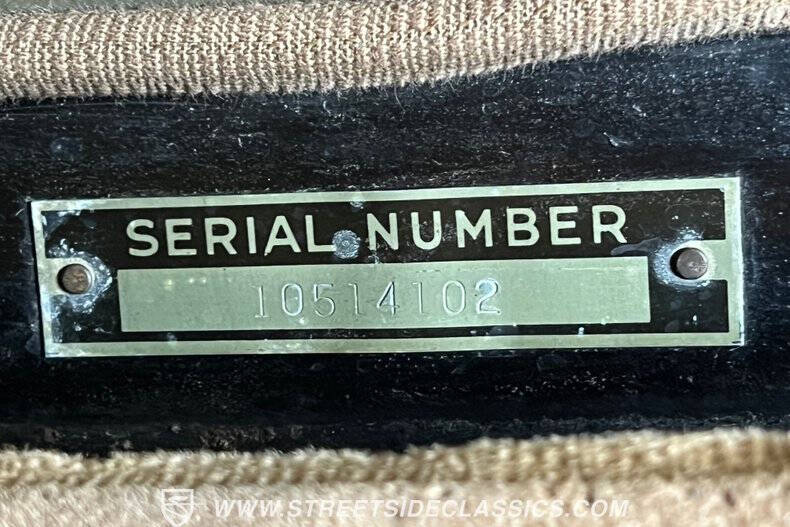 SERIAL NUMBER
10514102
WWW.STREETSIDECLASSICS.COM